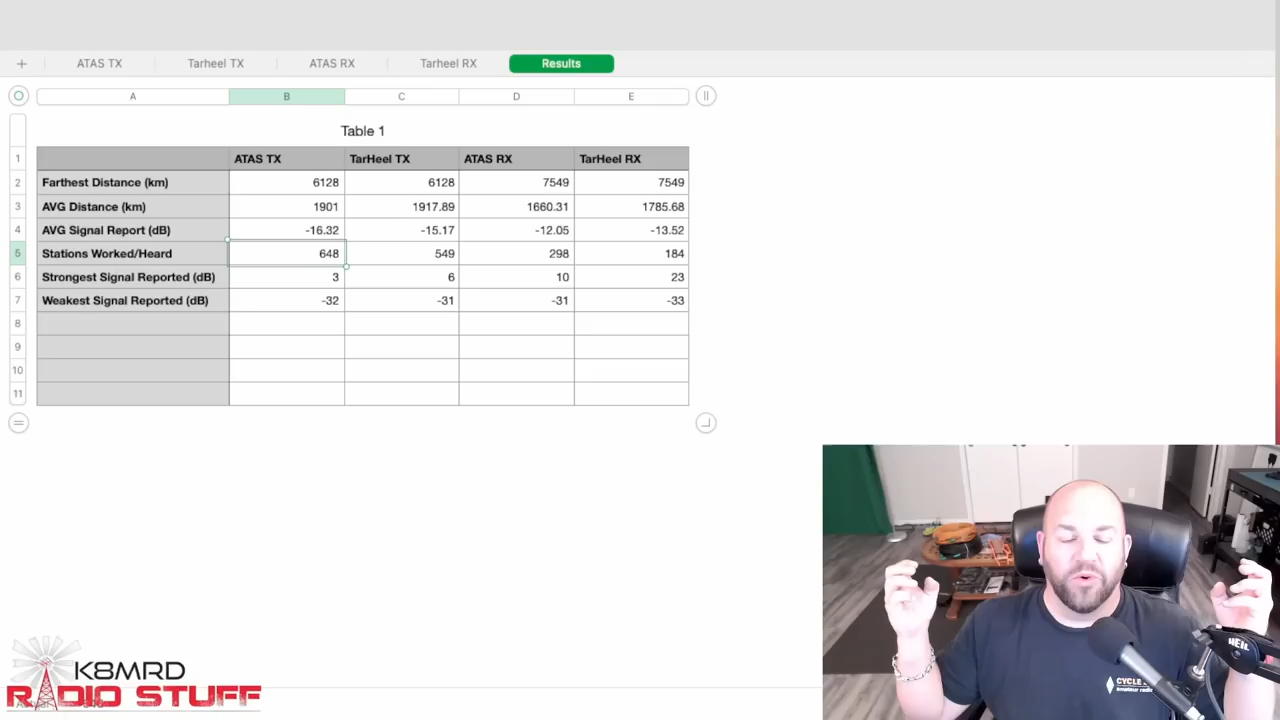 + ATAS TX Tarheel TX ATAS RX Tarheel RX Results
A B C D E
Table 1
1 ATAS TX TarHeel TX ATAS RX TarHeel RX
2 Farthest Distance (km) 6128 6128 7549 7549
3 AVG Distance (km) 1901 1917.89 1660.31 1785.68
4 AVG Signal Report (dB) -16.32 -15.17 -12.05 -13.52
5 Stations Worked/Heard 648 549 298 184
6 Strongest Signal Reported (dB) 3 6 10 23
7 Weakest Signal Reported (dB) -32 -31 -31 -33
8
9
10
11
K8MRD
RADIO STUFF
HEIL
CYCLE
amateur radio